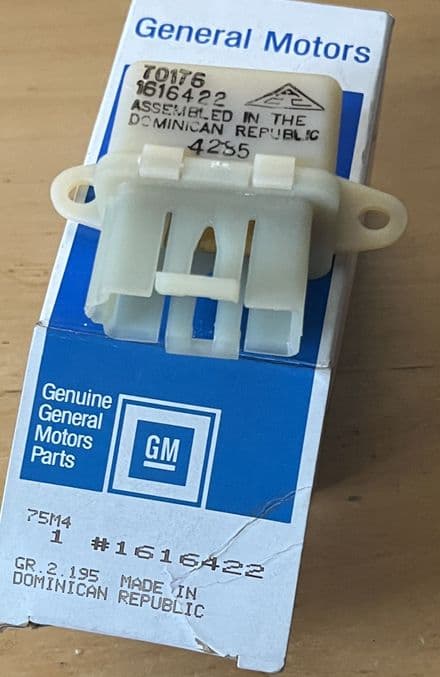 General Motors
70176
1616422
ASSEMBLED IN THE
DOMINICAN REPUBLIC
4285
Genuine
General
Motors
Parts
GM
75M4
1 #1616422
GR.2.195 MADE IN
DOMINICAN REPUBLIC